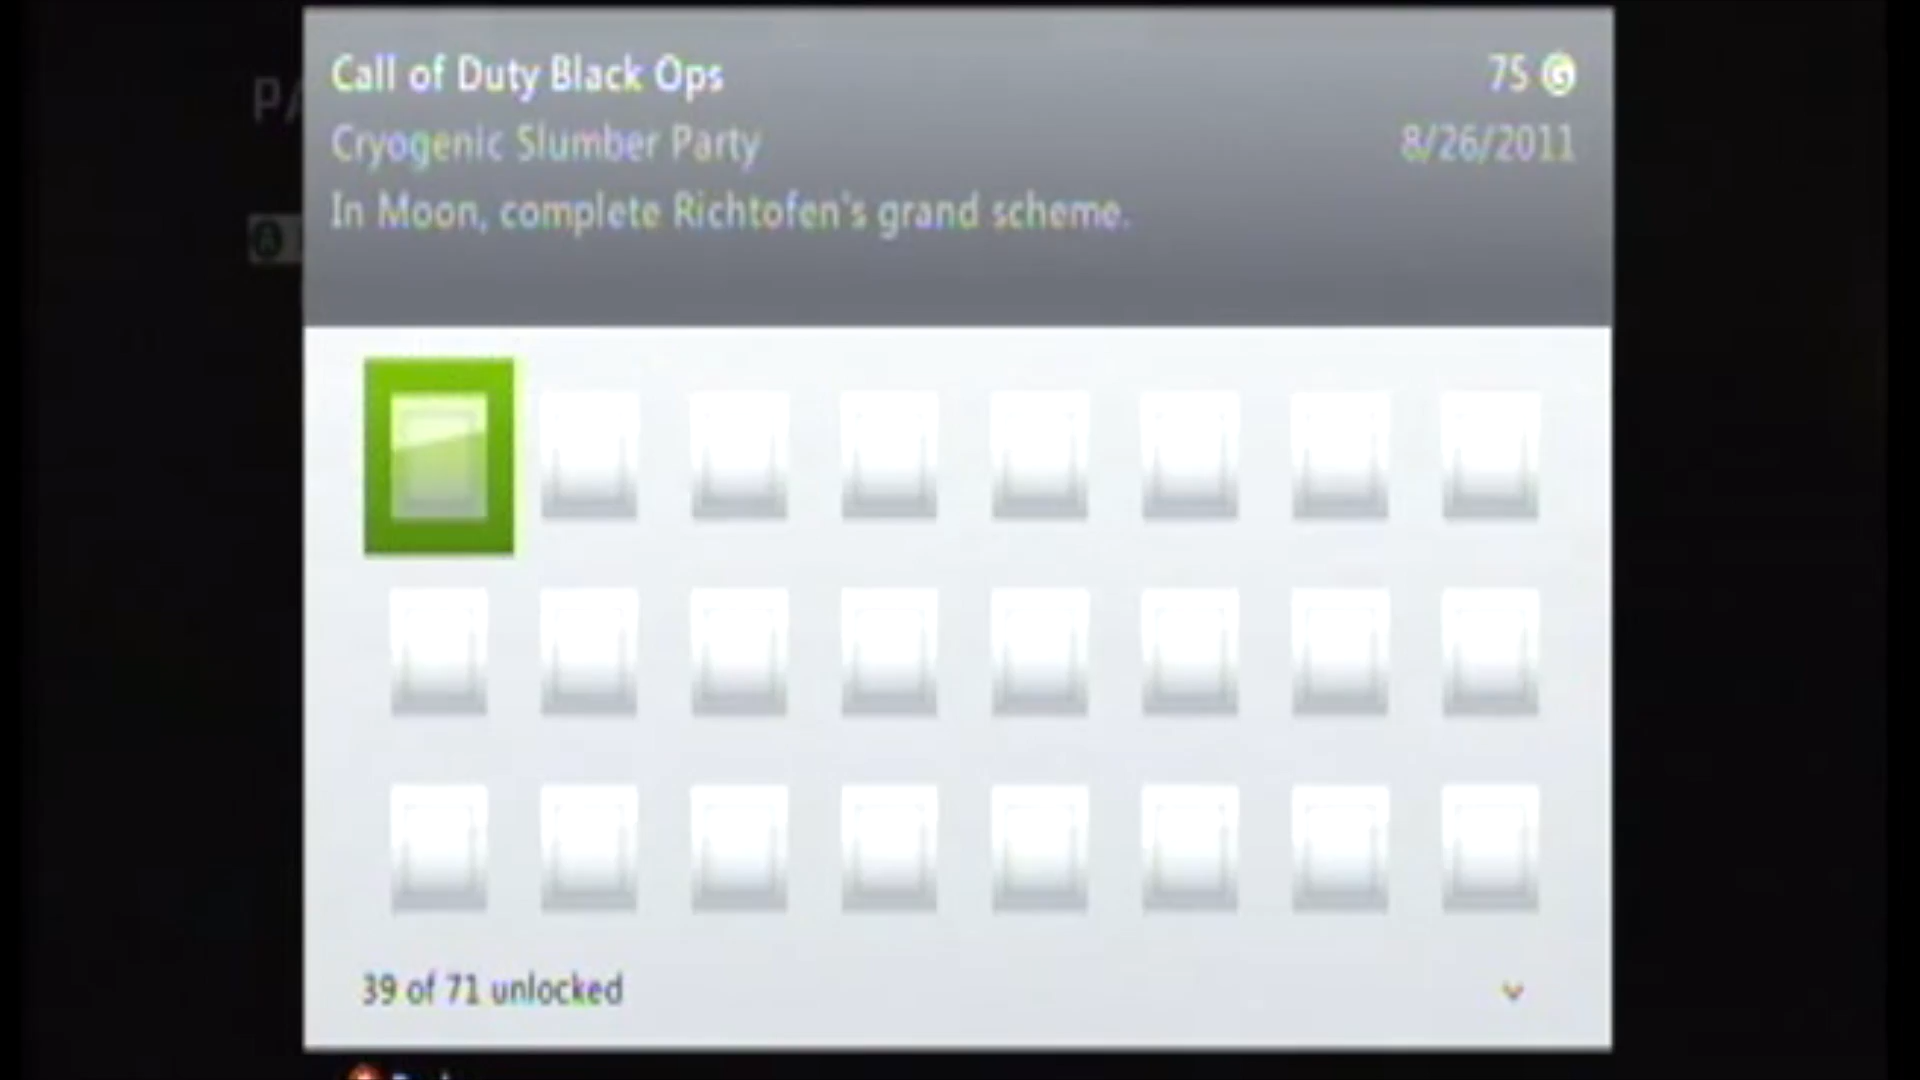 Call of Duty Black Ops
75 G
Cryogenic Slumber Party
8/26/2011
In Moon, complete Richtofen's grand scheme.
39 of 71 unlocked